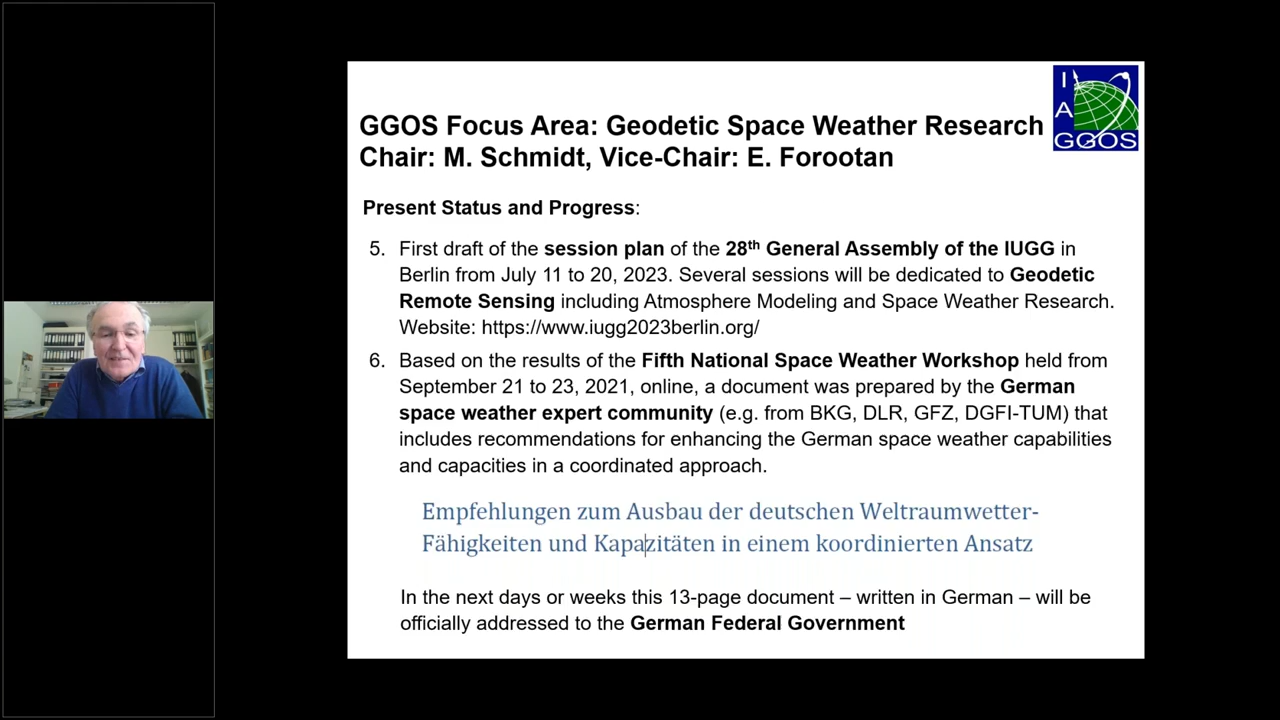 I
A
GGOS
GGOS Focus Area: Geodetic Space Weather Research
Chair: M. Schmidt, Vice-Chair: E. Forootan
Present Status and Progress:
5. First draft of the session plan of the 28th General Assembly of the IUGG in
Berlin from July 11 to 20, 2023. Several sessions will be dedicated to Geodetic
Remote Sensing including Atmosphere Modeling and Space Weather Research.
Website: https://www.iugg2023berlin.org/
6. Based on the results of the Fifth National Space Weather Workshop held from
September 21 to 23, 2021, online, a document was prepared by the German
space weather expert community (e.g. from BKG, DLR, GFZ, DGFI-TUM) that
includes recommendations for enhancing the German space weather capabilities
and capacities in a coordinated approach.
Empfehlungen zum Ausbau der deutschen Weltraumwetter-
Fähigkeiten und Kapazitäten in einem koordinierten Ansatz
In the next days or weeks this 13-page document – written in German – will be
officially addressed to the German Federal Government